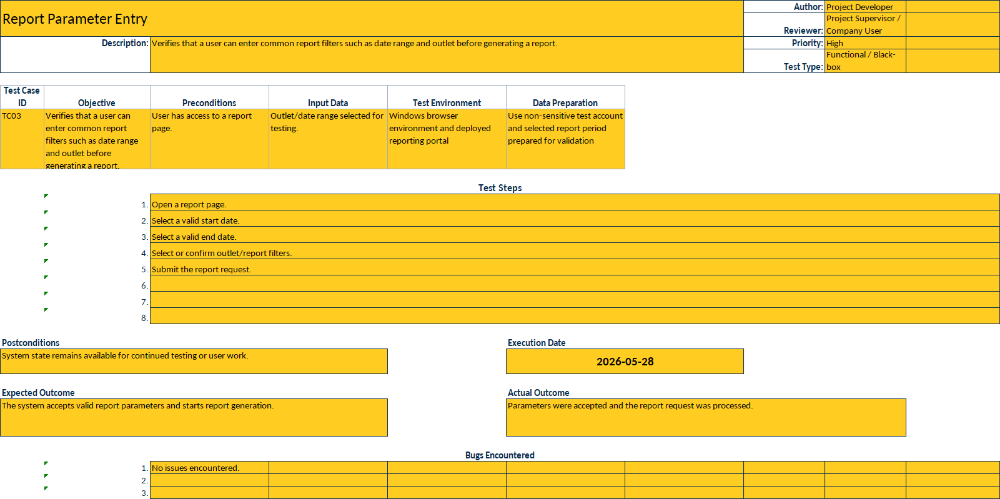 Report Parameter Entry
Author: Project Developer
Reviewer: Project Supervisor /
Company User
Description: Verifies that a user can enter common report filters such as date range and outlet before generating a report.
Priority: High
Test Type: Functional / Black-
box
Test Case
ID
Objective
Preconditions
Input Data
Test Environment
Data Preparation
TC03
Verifies that a user can
enter common report
filters such as date range
and outlet before
generating a report.
User has access to a report
page.
Outlet/date range selected for
testing.
Windows browser
environment and deployed
reporting portal
Use non-sensitive test account
and selected report period
prepared for validation
Test Steps
1. Open a report page.
2. Select a valid start date.
3. Select a valid end date.
4. Select or confirm outlet/report filters.
5. Submit the report request.
6.
7.
8.
Postconditions
System state remains available for continued testing or user work.
Execution Date
2026-05-28
Expected Outcome
The system accepts valid report parameters and starts report generation.
Actual Outcome
Parameters were accepted and the report request was processed.
Bugs Encountered
1. No issues encountered.
2.
3.